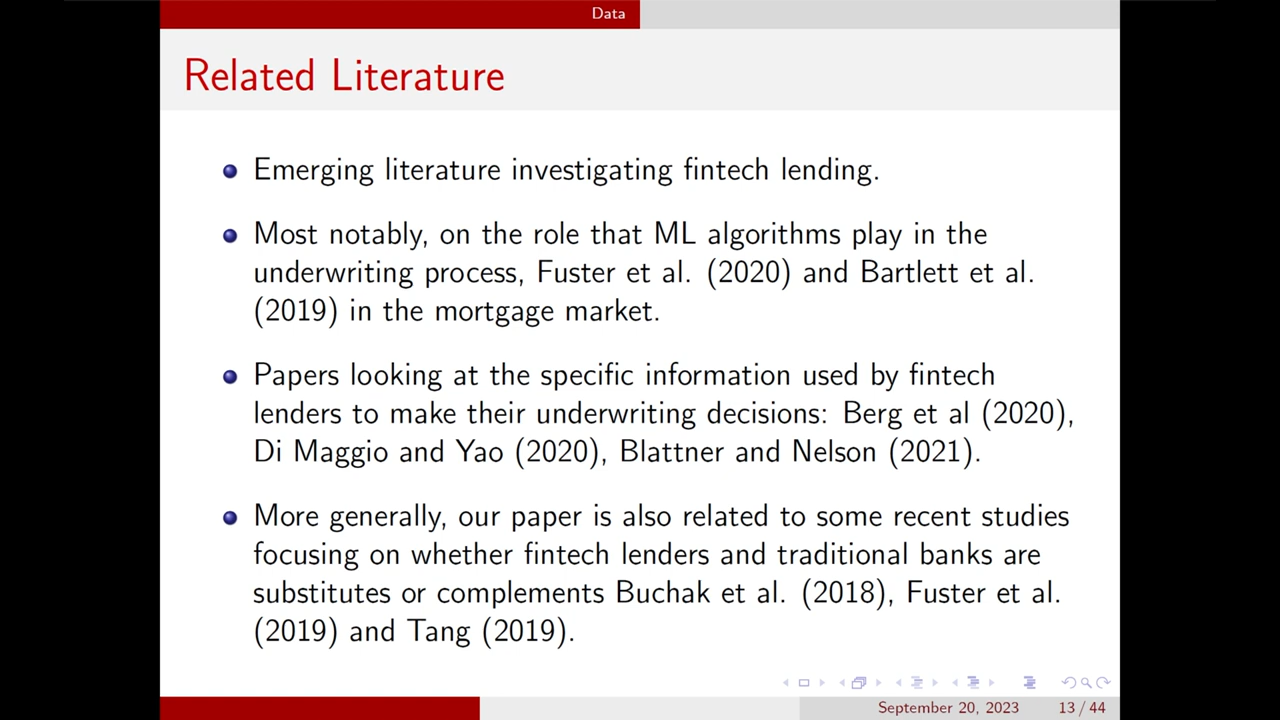 Data
Related Literature
Emerging literature investigating fintech lending.
Most notably, on the role that ML algorithms play in the
underwriting process, Fuster et al. (2020) and Bartlett et al.
(2019) in the mortgage market.
Papers looking at the specific information used by fintech
lenders to make their underwriting decisions: Berg et al (2020),
Di Maggio and Yao (2020), Blattner and Nelson (2021).
More generally, our paper is also related to some recent studies
focusing on whether fintech lenders and traditional banks are
substitutes or complements Buchak et al. (2018), Fuster et al.
(2019) and Tang (2019).
September 20, 2023 13 / 44